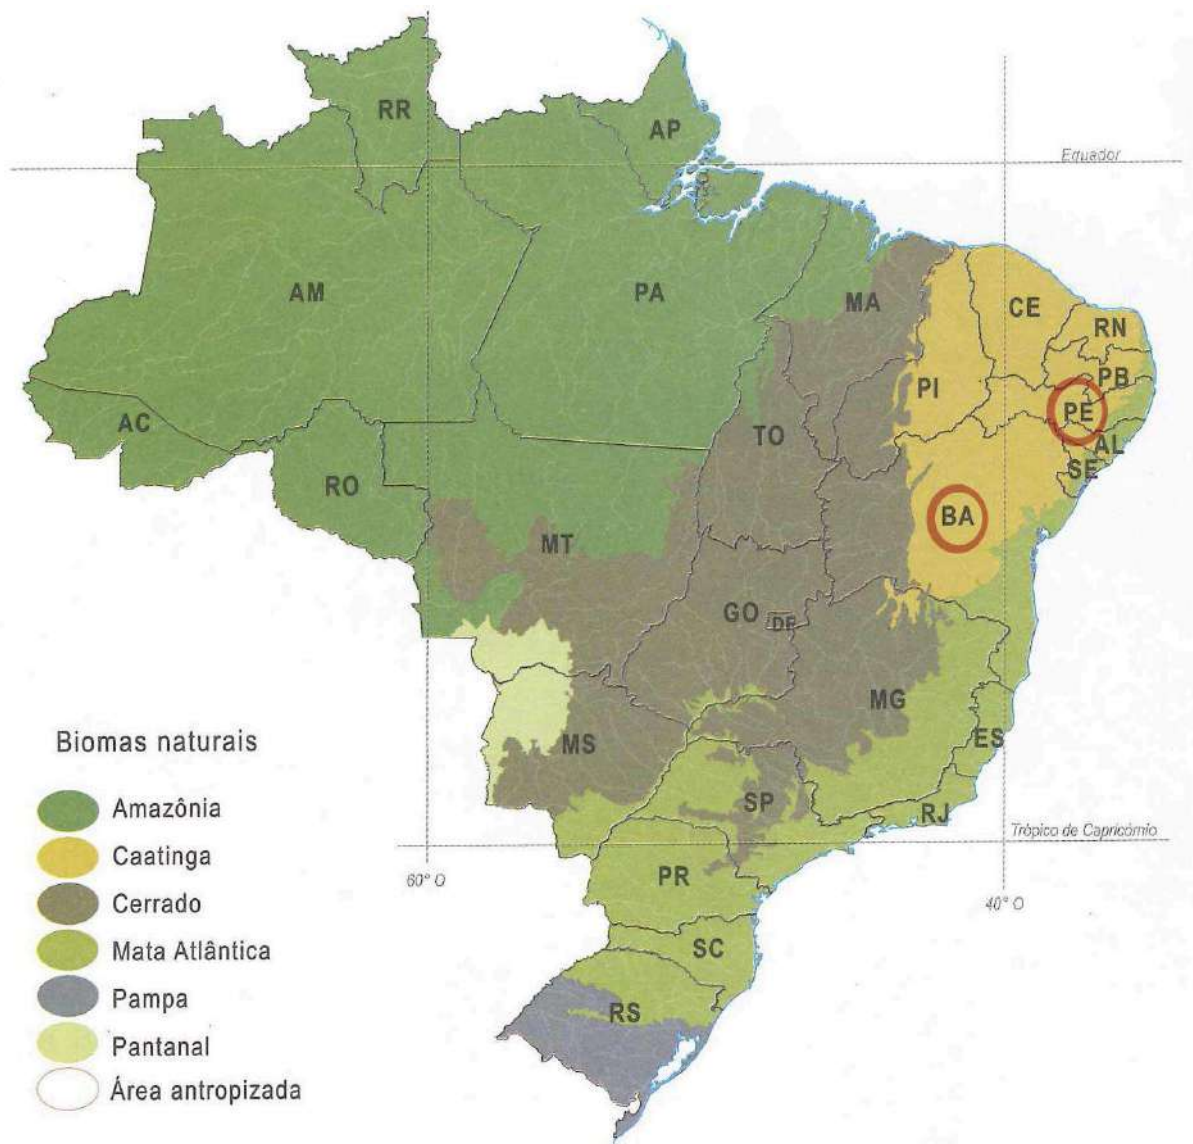 RR
AP
Equador
AM
PA
MA
CE
RN
PB
PI
PE
AC
TO
AL
SE
RO
BA
MT
GO
DF
MG
ES
MS
SP
RJ
Trópico de Capricórnio
PR
60° O
40° O
SC
RS
Biomas naturais
Amazônia
Caatinga
Cerrado
Mata Atlântica
Pampa
Pantanal
Área antropizada